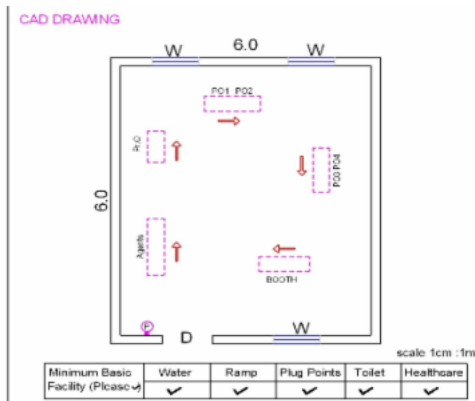 CAD DRAWING
W 6.0 W
PO1 PO2
Pr.O
PO3 PO4
6.0
Agents
BOOTH
W
D
scale 1cm :1m
Minimum Basic Facility (Please✓) Water Ramp Plug Points Toilet Healthcare
✓ ✓ ✓ ✓ ✓